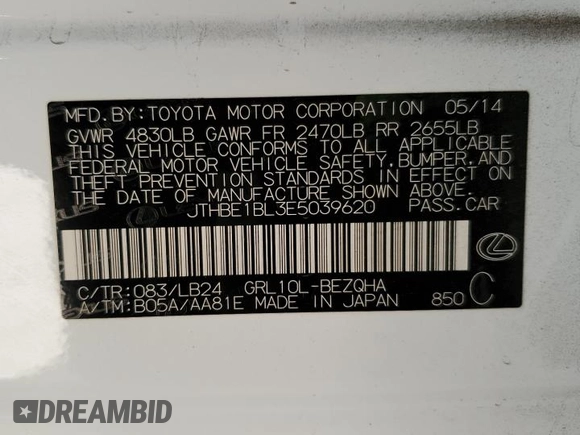 MFD. BY: TOYOTA MOTOR CORPORATION 05/14
GVWR 4830LB GAWR FR 2470LB RR 2655LB
THIS VEHICLE CONFORMS TO ALL APPLICABLE
FEDERAL MOTOR VEHICLE SAFETY, BUMPER, AND
THEFT PREVENTION STANDARDS IN EFFECT ON
THE DATE OF MANUFACTURE SHOWN ABOVE.
JTHBE1BL3E5039620 PASS. CAR
C/TR: 083/LB24 GRL10L-BEZQHA
A/TM: B05A/AA81E MADE IN JAPAN 850 C
DREAMBID